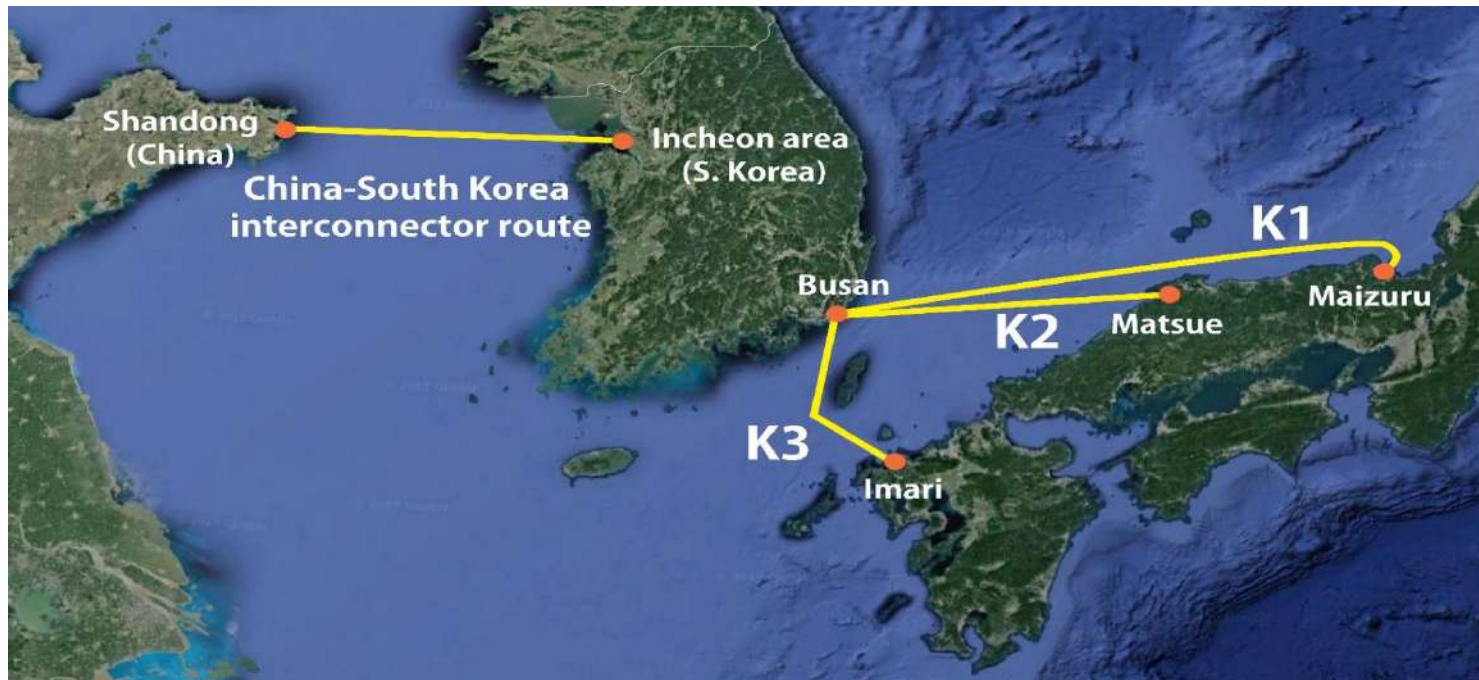 Shandong
(China)
Incheon area
(S. Korea)
China-South Korea
interconnector route
K1
Busan
Maizuru
K2
Matsue
K3
Imari